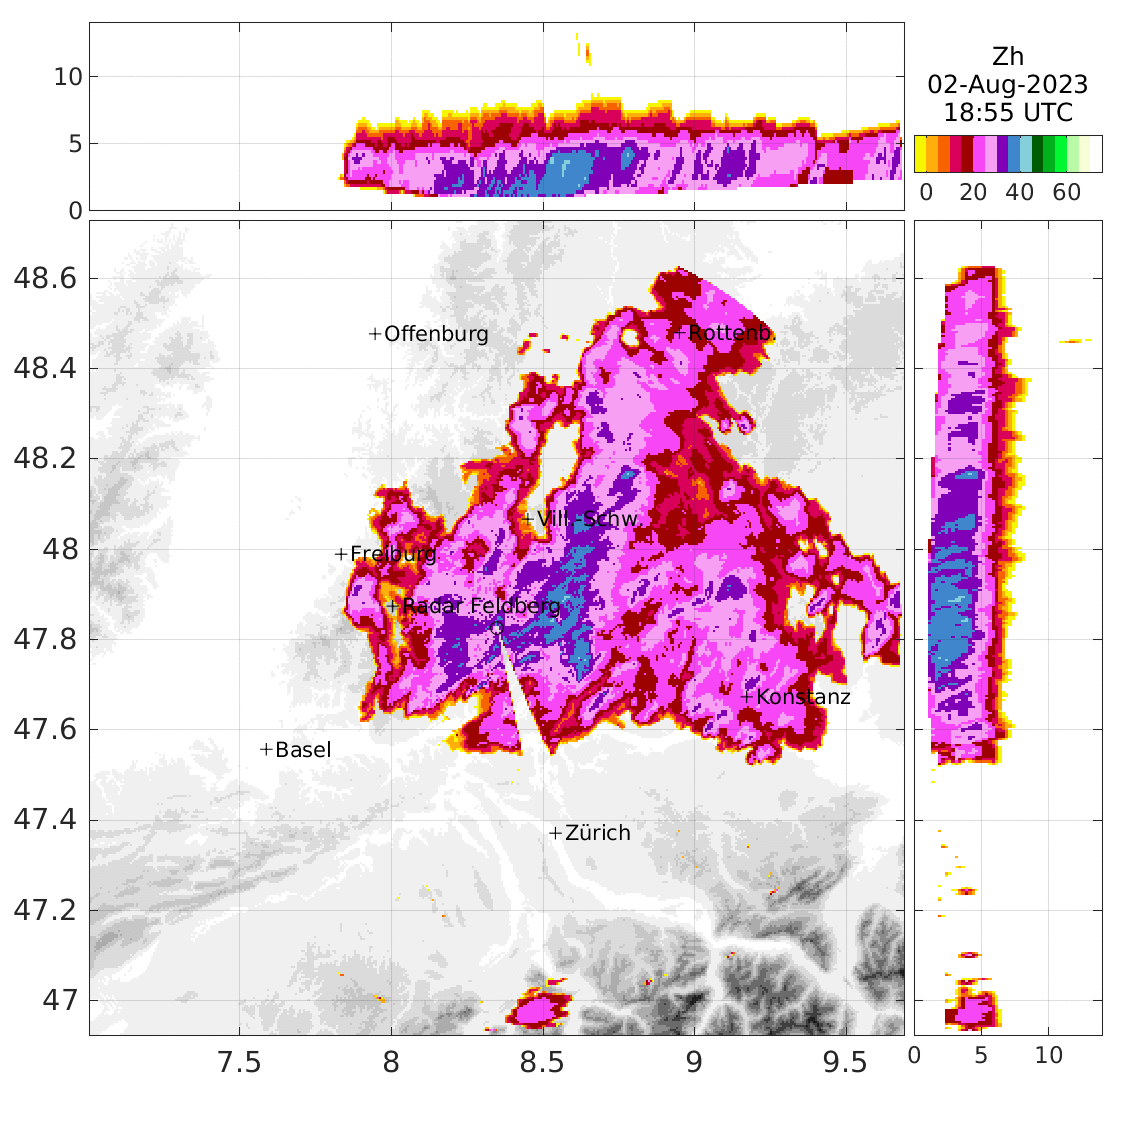 10
5
0
Zh
02-Aug-2023
18:55 UTC
0 20 40 60
48.6
48.4
48.2
48
47.8
47.6
47.4
47.2
47
+Offenburg
+Rottenb.
+Vill.-Schw.
+Freiburg
+Radar Feldberg
+Konstanz
+Basel
+Zürich
7.5 8 8.5 9 9.5
0 5 10